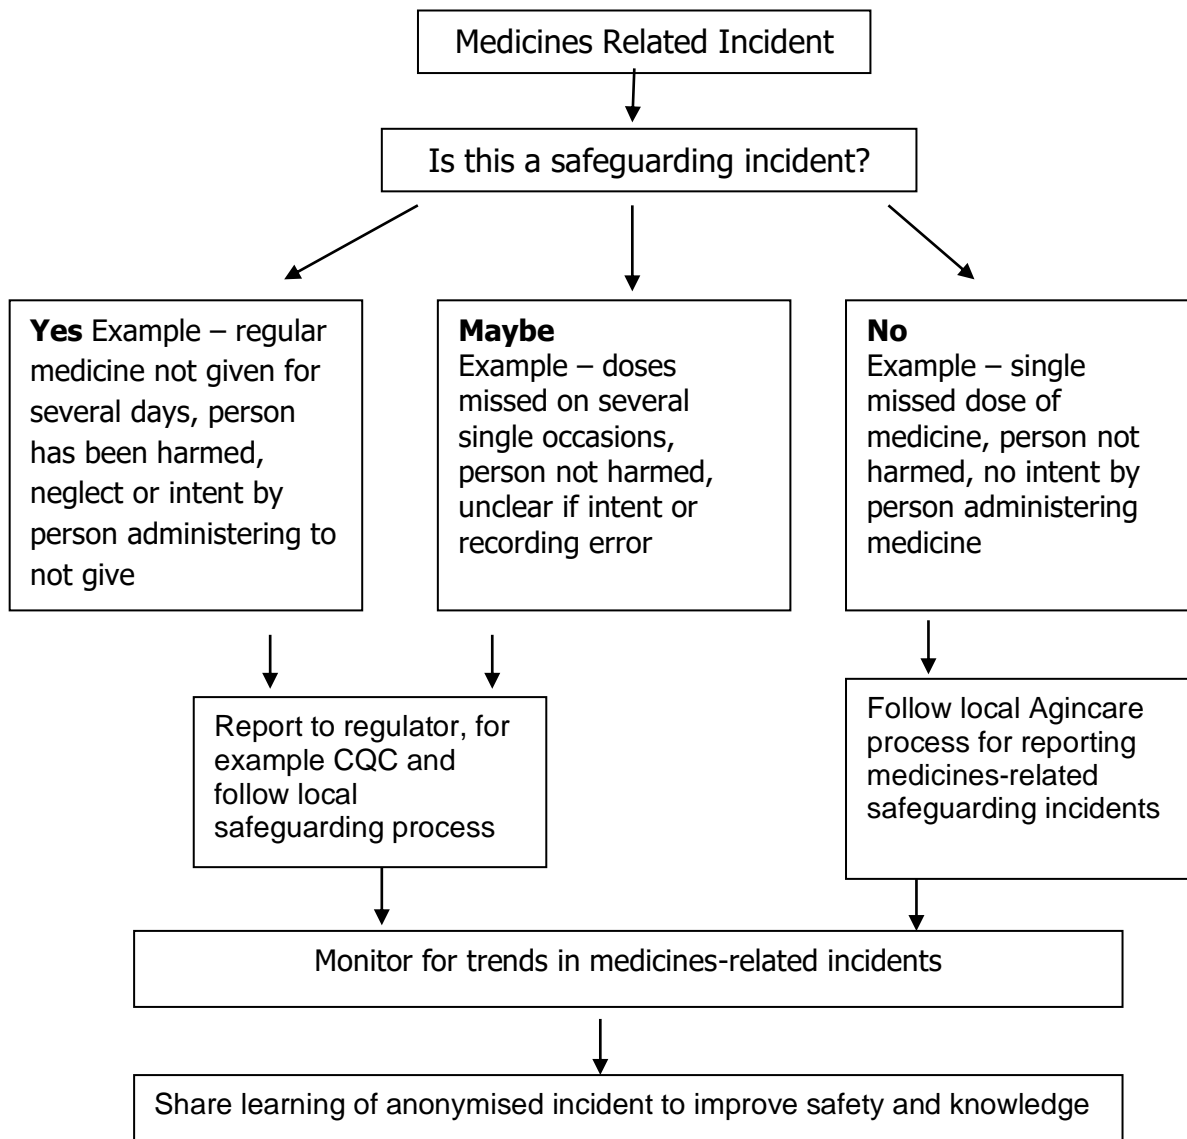 Medicines Related Incident
Is this a safeguarding incident?
Yes Example – regular
medicine not given for
several days, person
has been harmed,
neglect or intent by
person administering to
not give
Maybe
Example – doses
missed on several
single occasions,
person not harmed,
unclear if intent or
recording error
No
Example – single
missed dose of
medicine, person not
harmed, no intent by
person administering
medicine
Report to regulator, for
example CQC and
follow local
safeguarding process
Follow local Agincare
process for reporting
medicines-related
safeguarding incidents
Monitor for trends in medicines-related incidents
Share learning of anonymised incident to improve safety and knowledge